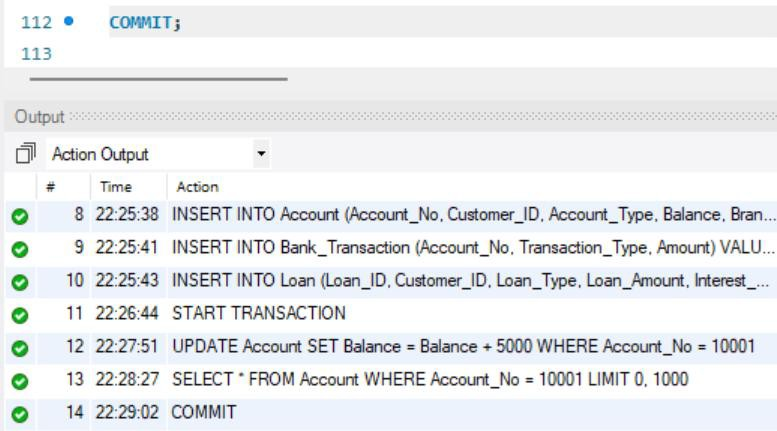 112 COMMIT;
113
Output
Action Output
# Time Action
8 22:25:38 INSERT INTO Account (Account_No, Customer_ID, Account_Type, Balance, Bran...
9 22:25:41 INSERT INTO Bank_Transaction (Account_No, Transaction_Type, Amount) VALU...
10 22:25:43 INSERT INTO Loan (Loan_ID, Customer_ID, Loan_Type, Loan_Amount, Interest_...
11 22:26:44 START TRANSACTION
12 22:27:51 UPDATE Account SET Balance = Balance + 5000 WHERE Account_No = 10001
13 22:28:27 SELECT * FROM Account WHERE Account_No = 10001 LIMIT 0, 1000
14 22:29:02 COMMIT